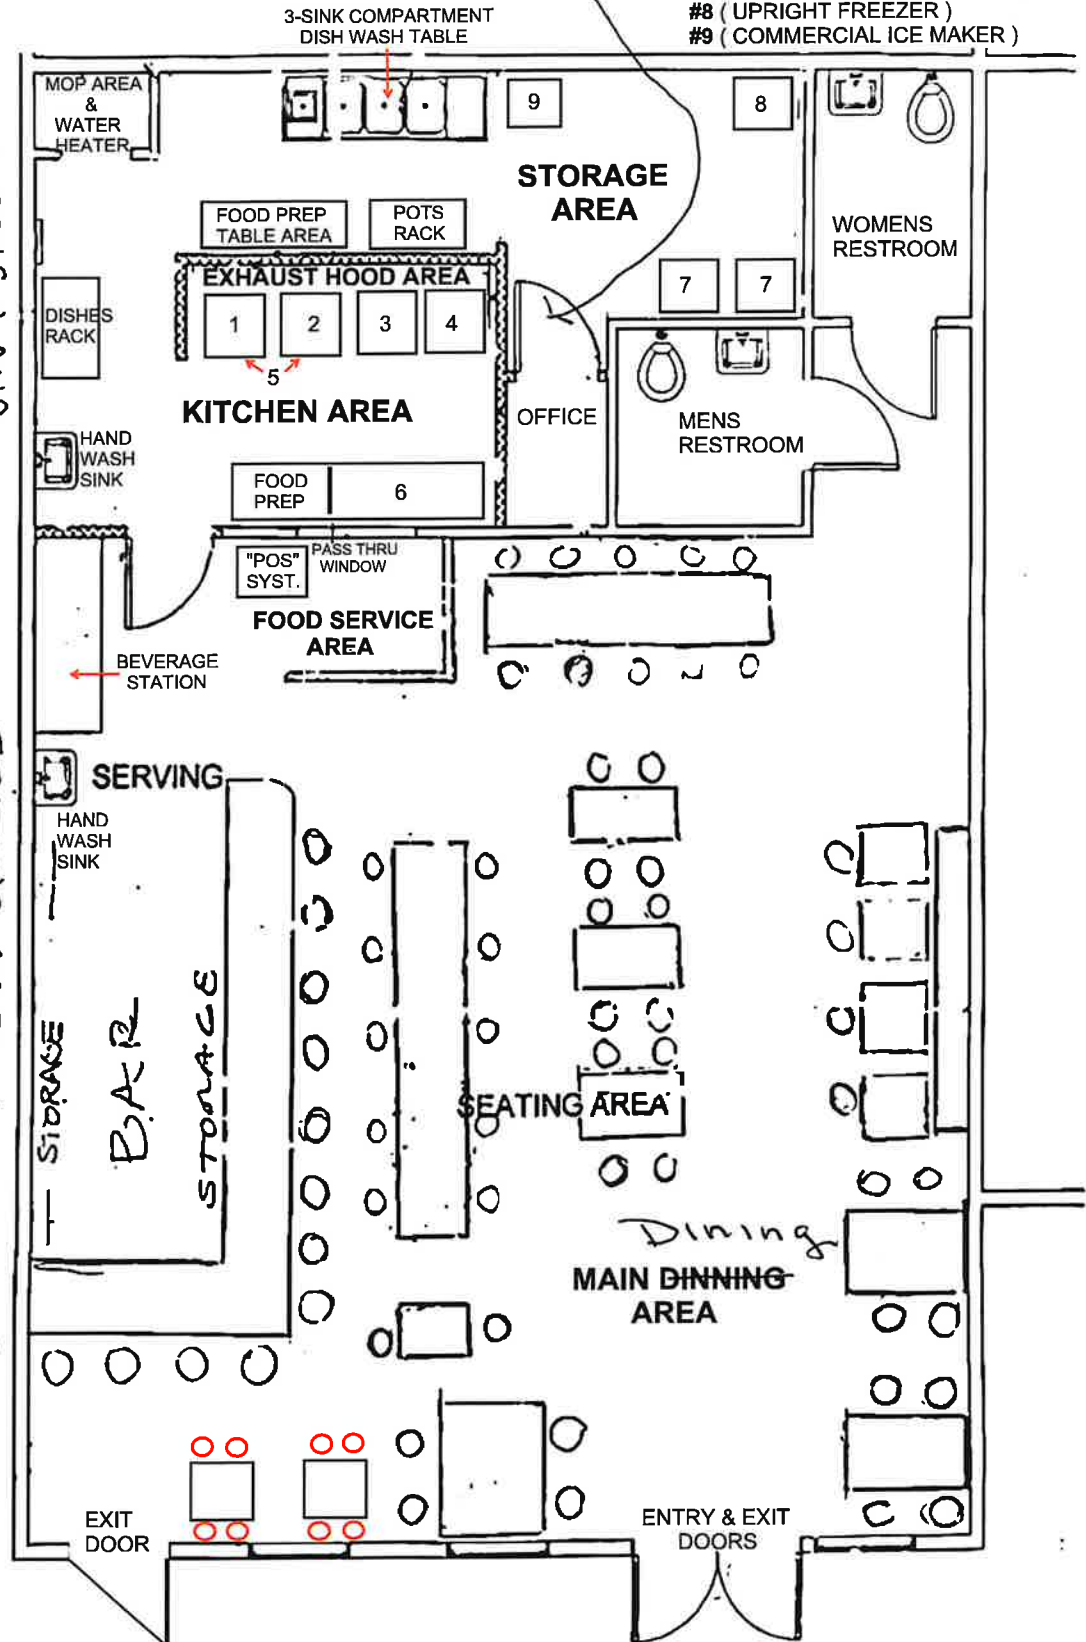 #8 ( UPRIGHT FREEZER )
#9 ( COMMERCIAL ICE MAKER )
3-SINK COMPARTMENT
DISH WASH TABLE
MOP AREA
&
WATER
HEATER
9
8
STORAGE
AREA
FOOD PREP
TABLE AREA
POTS
RACK
WOMENS
RESTROOM
EXHAUST HOOD AREA
7
7
DISHES
RACK
1
2
3
4
5
KITCHEN AREA
OFFICE
MENS
RESTROOM
HAND
WASH
SINK
FOOD
PREP
6
"POS"
SYST.
PASS THRU
WINDOW
FOOD SERVICE
AREA
BEVERAGE
STATION
SERVING
HAND
WASH
SINK
STORAGE
BAR
STORAGE
SEATING AREA
Dining
MAIN DINNING
AREA
EXIT
DOOR
ENTRY & EXIT
DOORS